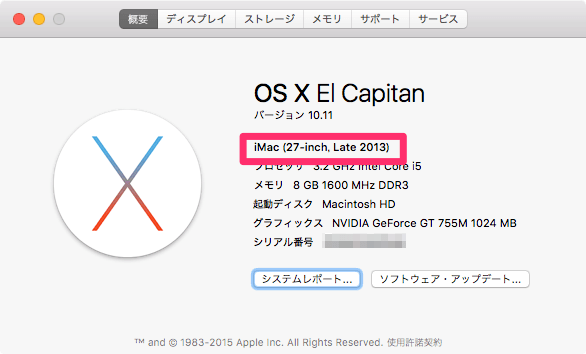 概要 ディスプレイ ストレージ メモリ サポート サービス
OS X El Capitan
バージョン 10.11
iMac (27-inch, Late 2013)
プロセッサ 3.2 GHz Intel Core i5
メモリ 8 GB 1600 MHz DDR3
起動ディスク Macintosh HD
グラフィックス NVIDIA GeForce GT 755M 1024 MB
シリアル番号
システムレポート... ソフトウェア・アップデート...
™ and © 1983-2015 Apple Inc. All Rights Reserved. 使用許諾契約